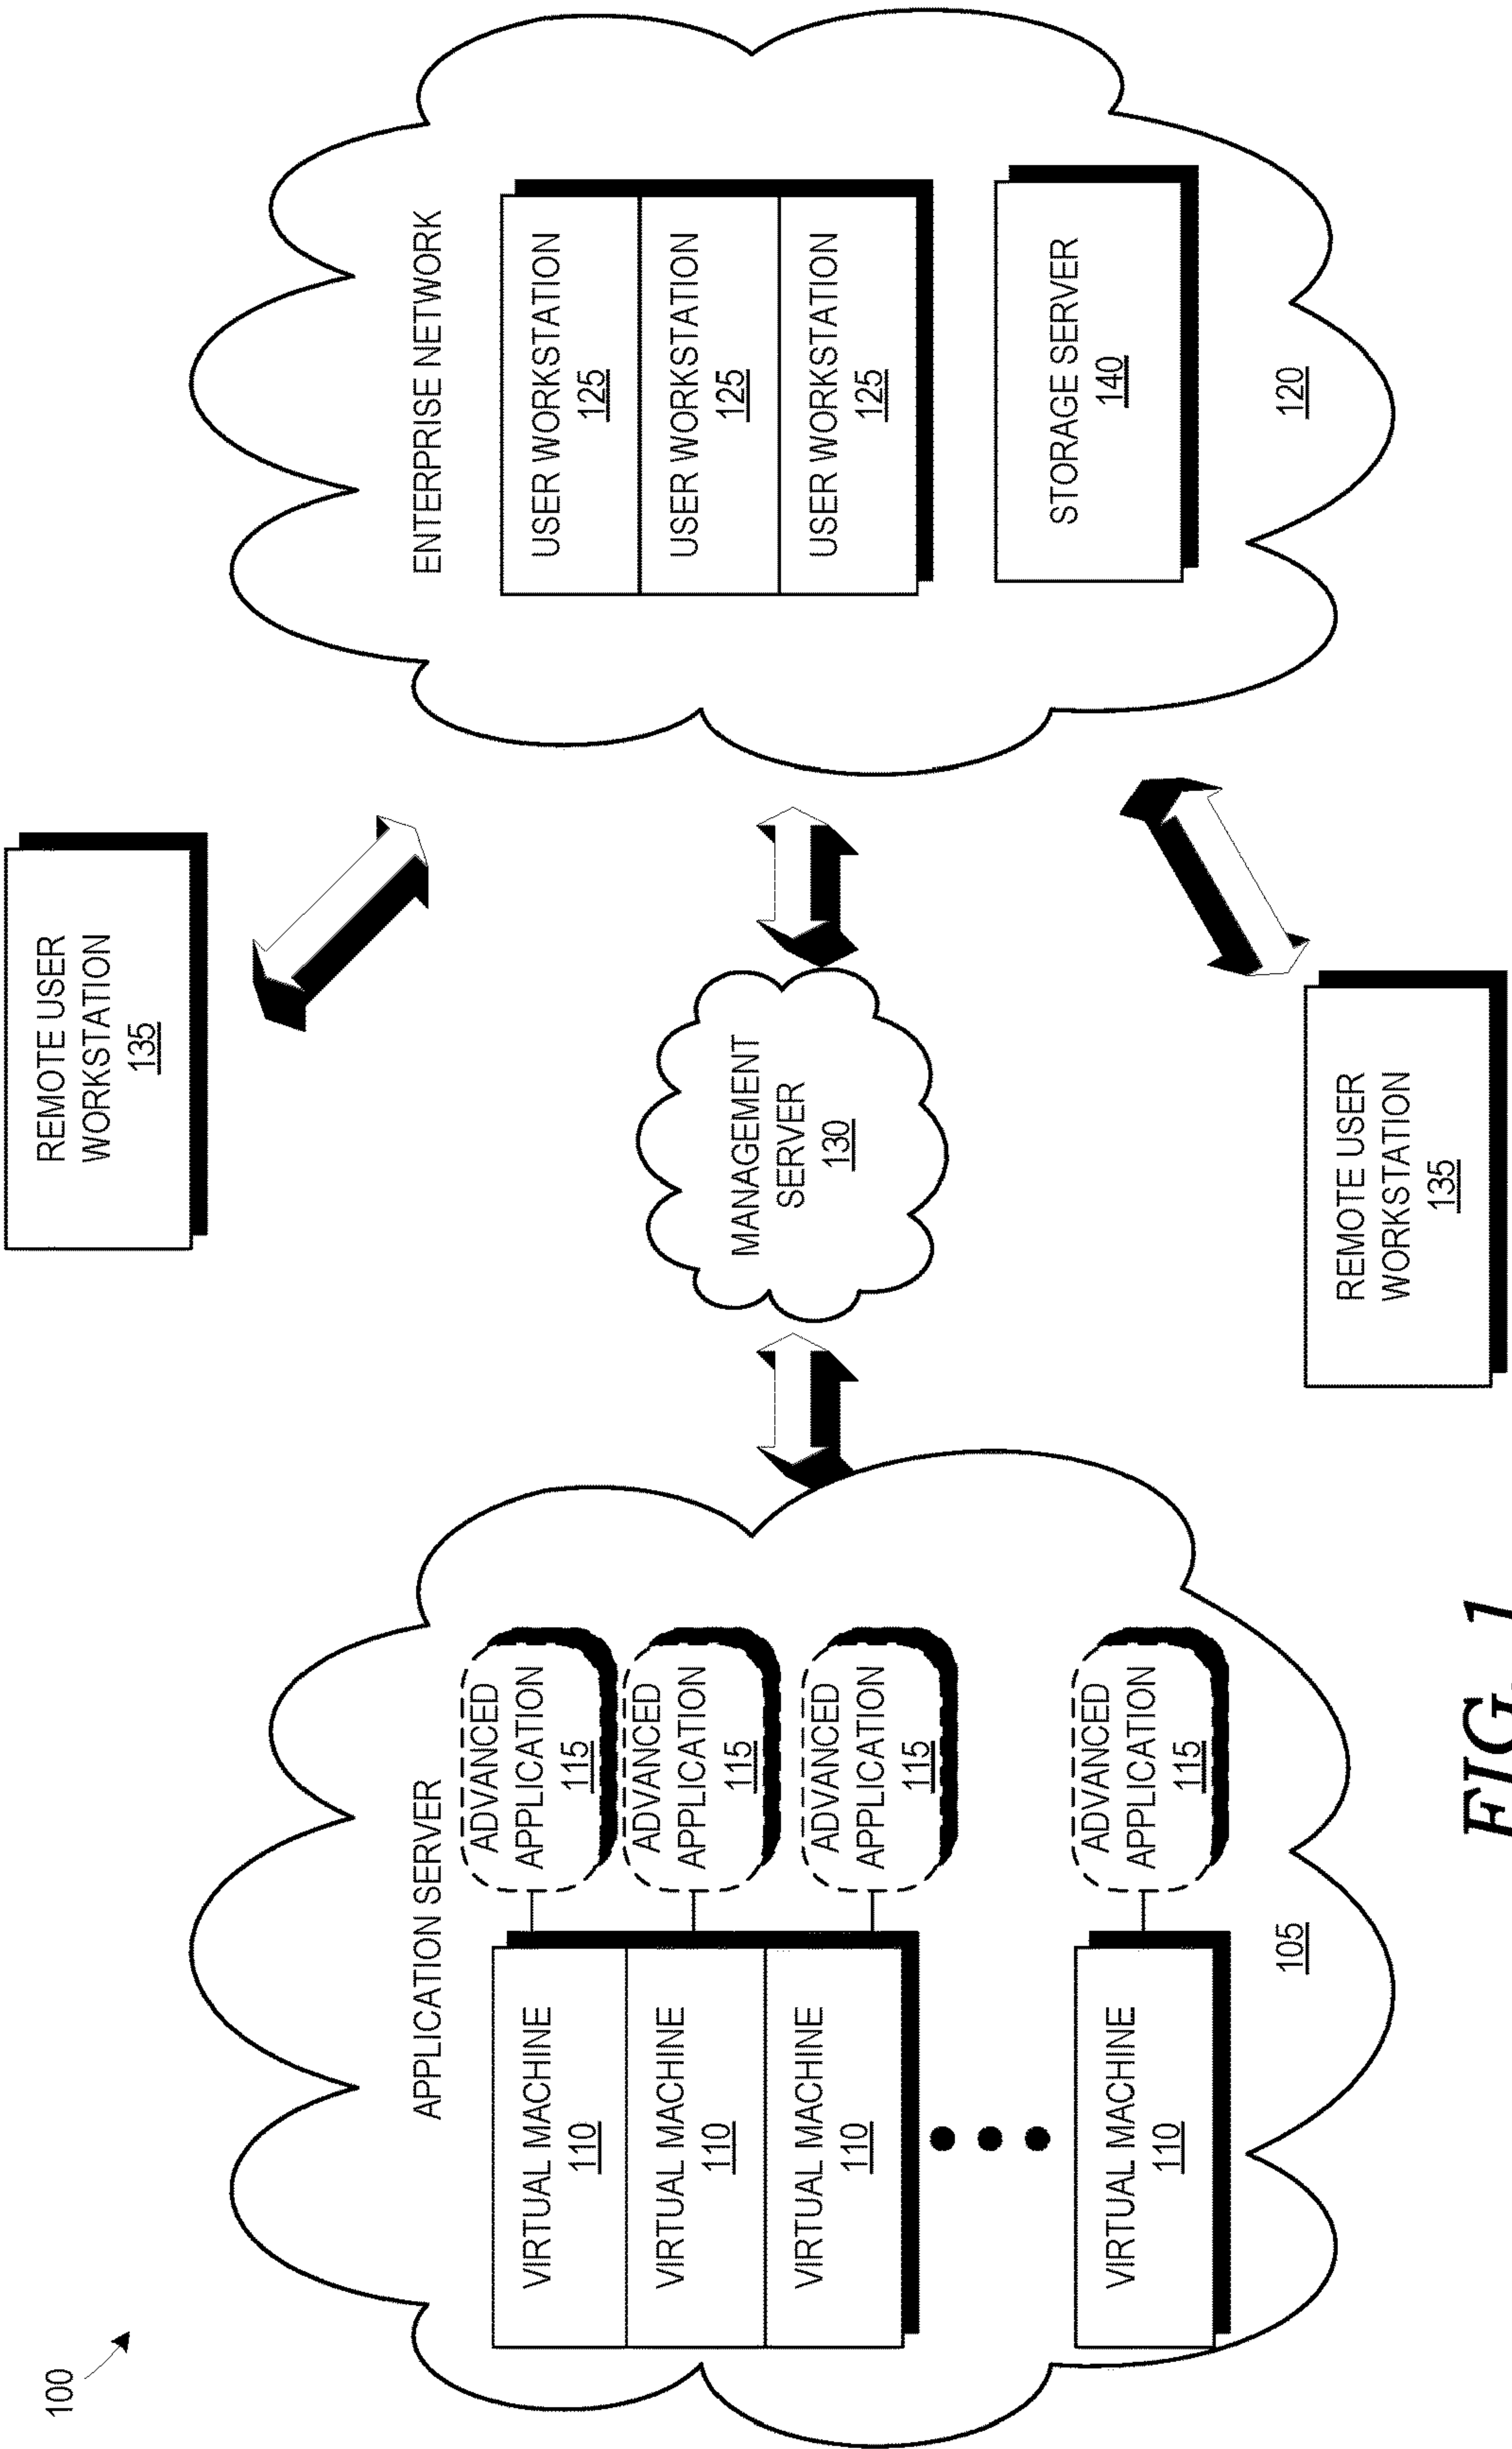 100
APPLICATION SERVER
VIRTUAL MACHINE
110
ADVANCED
APPLICATION
115
VIRTUAL MACHINE
110
ADVANCED
APPLICATION
115
VIRTUAL MACHINE
110
ADVANCED
APPLICATION
115
VIRTUAL MACHINE
110
ADVANCED
APPLICATION
115
105
MANAGEMENT
SERVER
130
REMOTE USER
WORKSTATION
135
REMOTE USER
WORKSTATION
135
ENTERPRISE NETWORK
USER WORKSTATION
125
USER WORKSTATION
125
USER WORKSTATION
125
STORAGE SERVER
140
120
FIG. 1